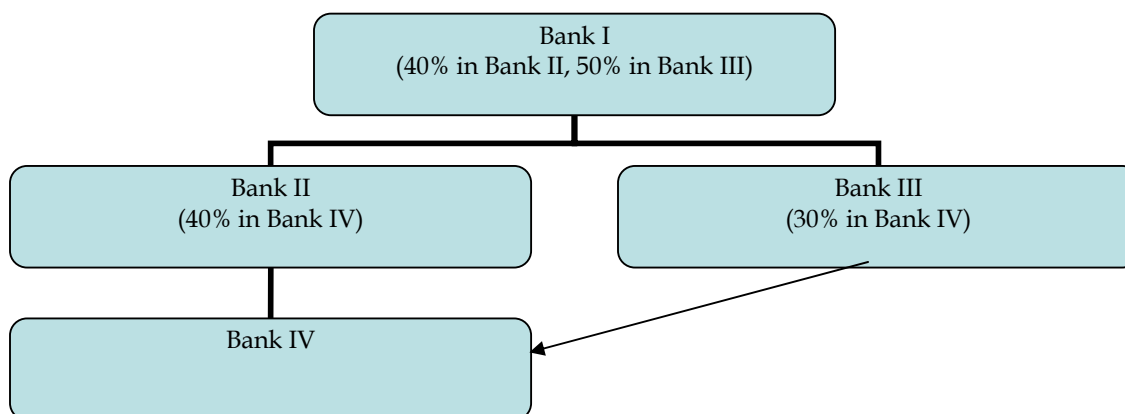 Bank I
(40% in Bank II, 50% in Bank III)
Bank II
(40% in Bank IV)
Bank III
(30% in Bank IV)
Bank IV